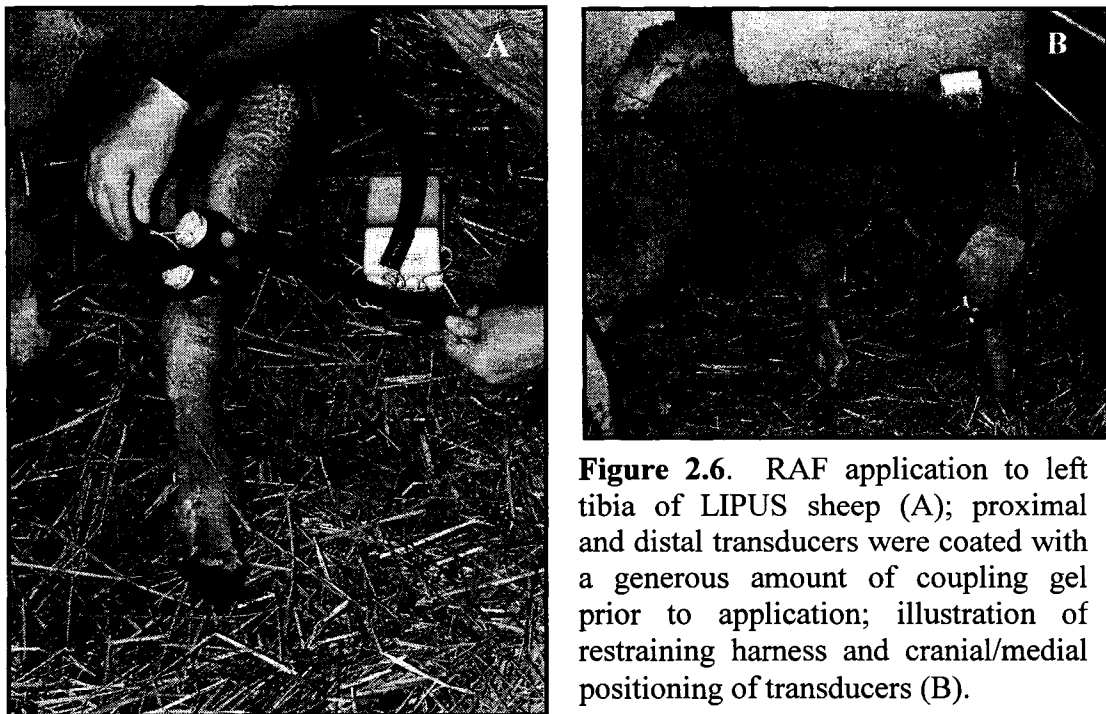 A
B
Figure 2.6. RAF application to left
tibia of LIPUS sheep (A); proximal
and distal transducers were coated with
a generous amount of coupling gel
prior to application; illustration of
restraining harness and cranial/medial
positioning of transducers (B).